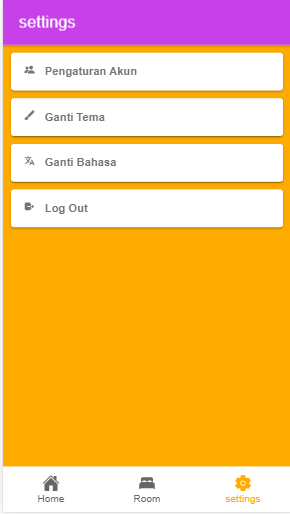 settings
Pengaturan Akun
Ganti Tema
Ganti Bahasa
Log Out
Home
Room
settings